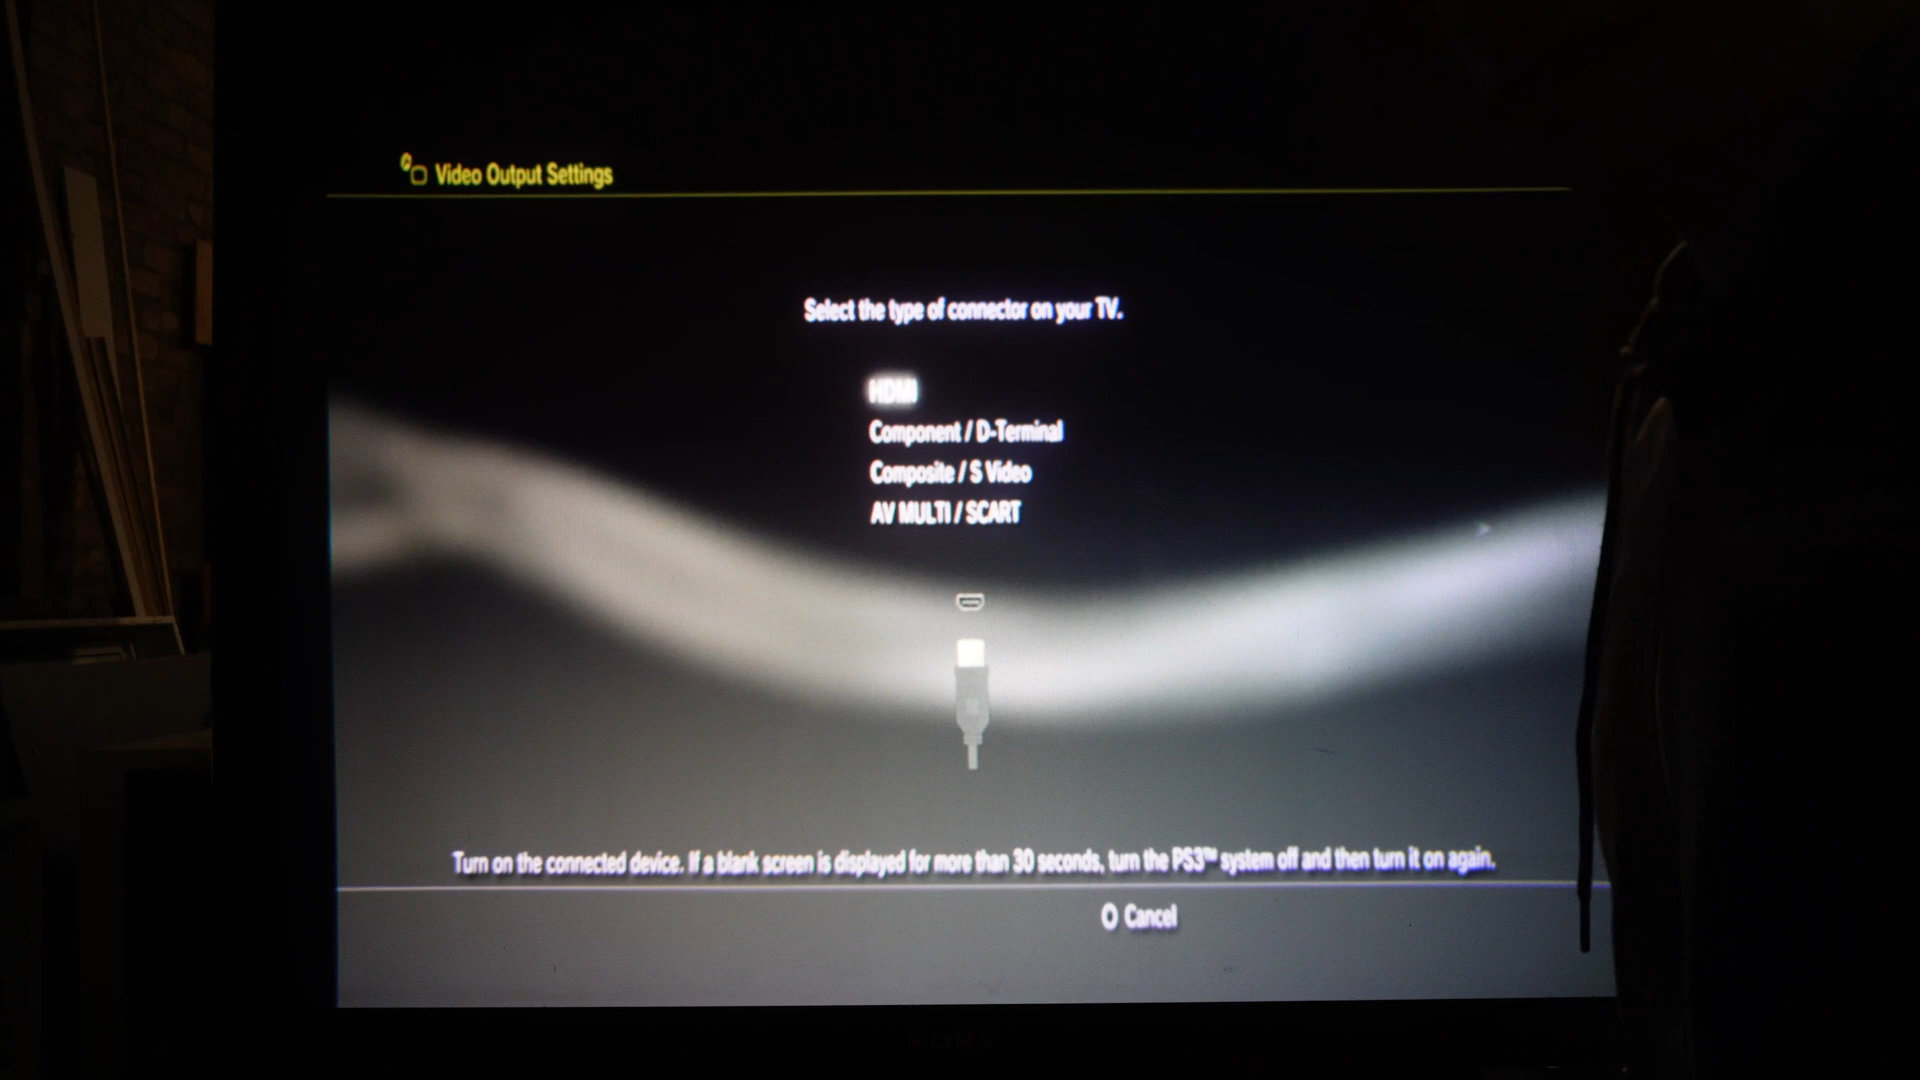 Video Output Settings
Select the type of connector on your TV.
HDMI
Component / D-Terminal
Composite / S Video
AV MULTI / SCART
Turn on the connected device. If a blank screen is displayed for more than 30 seconds, turn the PS3™ system off and then turn it on again.
Cancel
SONY